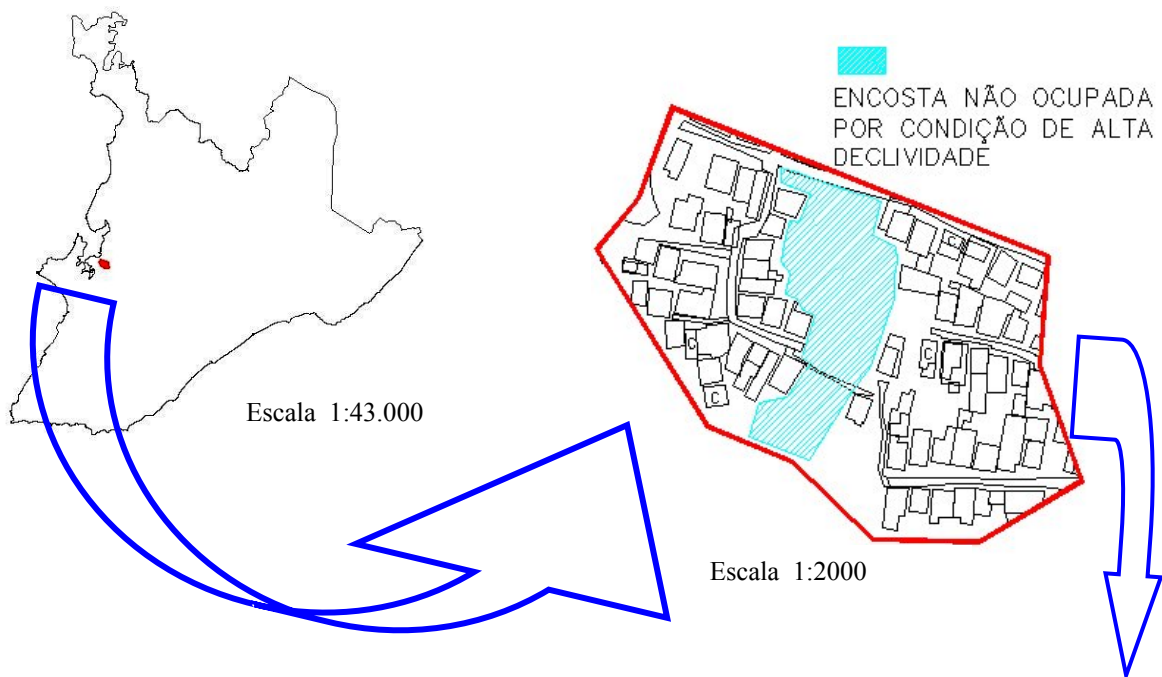 ENCOSTA NÃO OCUPADA
POR CONDIÇÃO DE ALTA
DECLIVIDADE
Escala 1:43.000
Escala 1:2000